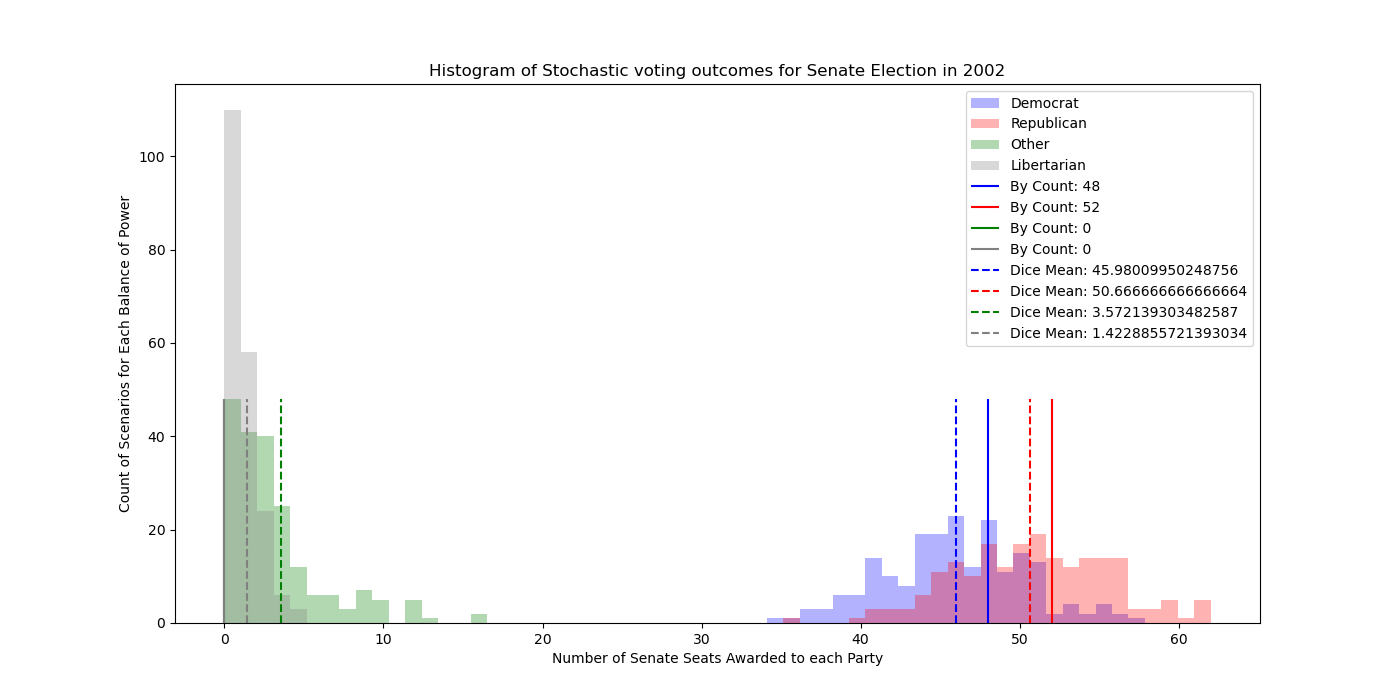 Histogram of Stochastic voting outcomes for Senate Election in 2002
Democrat
Republican
Other
Libertarian
By Count: 48
By Count: 52
By Count: 0
By Count: 0
Dice Mean: 45.98009950248756
Dice Mean: 50.666666666666664
Dice Mean: 3.572139303482587
Dice Mean: 1.4228855721393034
Count of Scenarios for Each Balance of Power
100
80
60
40
20
0
0 10 20 30 40 50 60
Number of Senate Seats Awarded to each Party